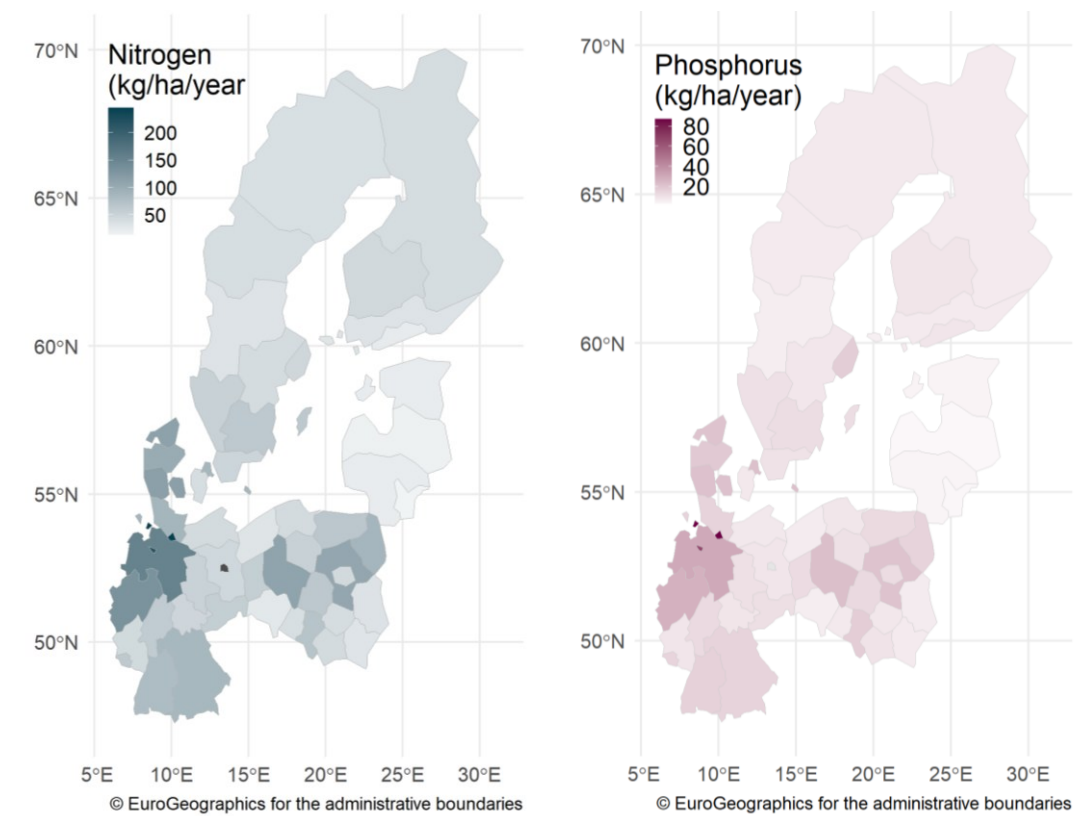 Nitrogen
(kg/ha/year
200
150
100
50
70°N
65°N
60°N
55°N
50°N
5°E 10°E 15°E 20°E 25°E 30°E
© EuroGeographics for the administrative boundaries
Phosphorus
(kg/ha/year)
80
60
40
20
70°N
65°N
60°N
55°N
50°N
5°E 10°E 15°E 20°E 25°E 30°E
© EuroGeographics for the administrative boundaries